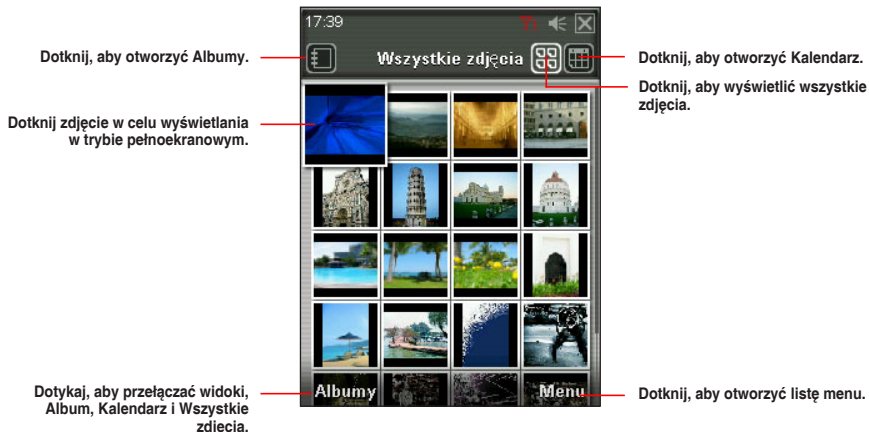 17:39
Wszystkie zdjęcia
Dotknij, aby otworzyć Albumy.
Dotknij zdjęcie w celu wyświetlania
w trybie pełnoekranowym.
Dotknij, aby otworzyć Kalendarz.
Dotknij, aby wyświetlić wszystkie
zdjęcia.
Albumy
Menu
Dotykaj, aby przełączać widoki,
Album, Kalendarz i Wszystkie
zdjecia.
Dotknij, aby otworzyć listę menu.